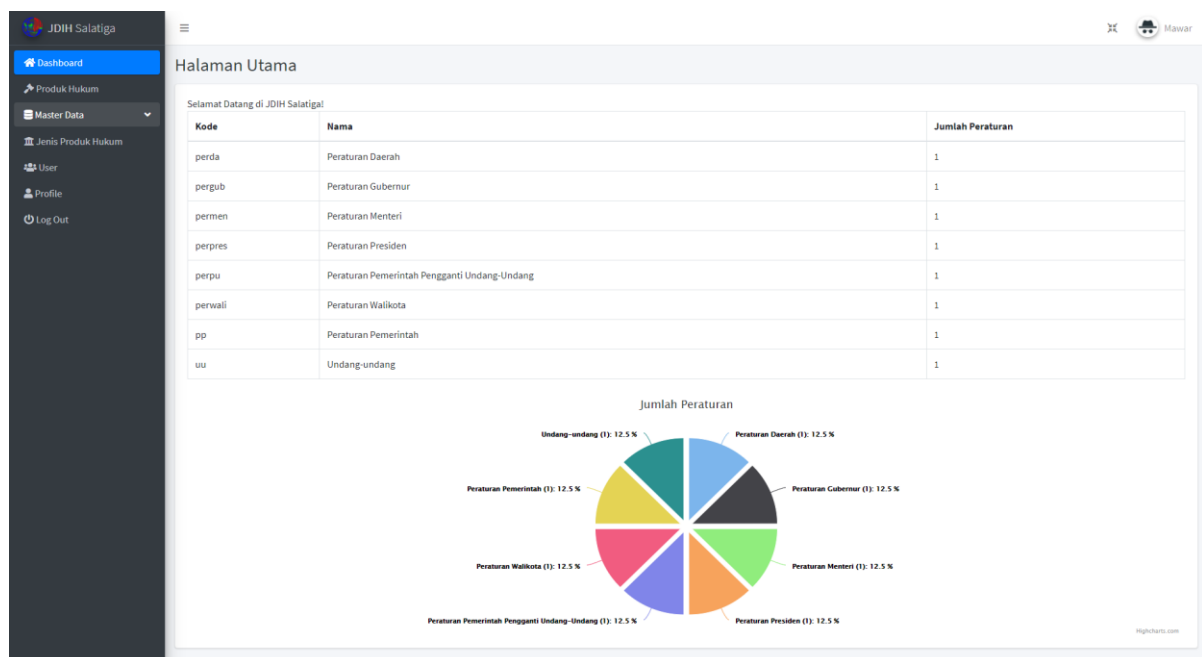 JDIH Salatiga
Mawar
Dashboard
Produk Hukum
Master Data
Jenis Produk Hukum
User
Profile
Log Out
Halaman Utama
Selamat Datang di JDIH Salatiga!
Kode Nama Jumlah Peraturan
perda Peraturan Daerah 1
pergub Peraturan Gubernur 1
permen Peraturan Menteri 1
perpres Peraturan Presiden 1
perpu Peraturan Pemerintah Pengganti Undang-Undang 1
perwali Peraturan Walikota 1
pp Peraturan Pemerintah 1
uu Undang-undang 1
Jumlah Peraturan
Undang-undang (1): 12.5 % Peraturan Daerah (1): 12.5 %
Peraturan Pemerintah (1): 12.5 % Peraturan Gubernur (1): 12.5 %
Peraturan Walikota (1): 12.5 % Peraturan Menteri (1): 12.5 %
Peraturan Pemerintah Pengganti Undang-Undang (1): 12.5 % Peraturan Presiden (1): 12.5 %
Highcharts.com